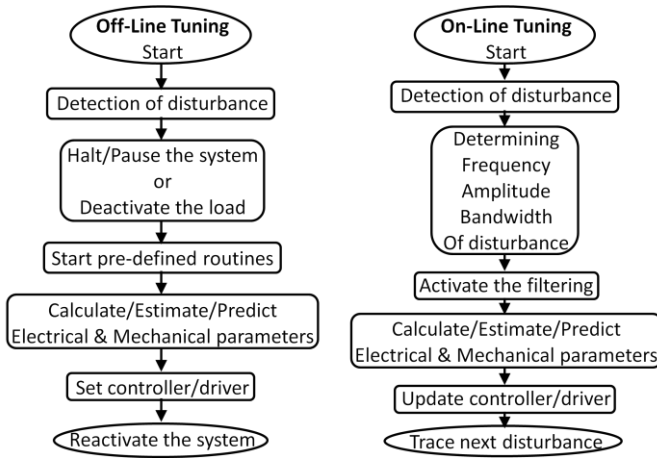 Off-Line Tuning
Start
Detection of disturbance
Halt/Pause the system
or
Deactivate the load
Start pre-defined routines
Calculate/Estimate/Predict
Electrical & Mechanical parameters
Set controller/driver
Reactivate the system
On-Line Tuning
Start
Detection of disturbance
Determining
Frequency
Amplitude
Bandwidth
Of disturbance
Activate the filtering
Calculate/Estimate/Predict
Electrical & Mechanical parameters
Update controller/driver
Trace next disturbance